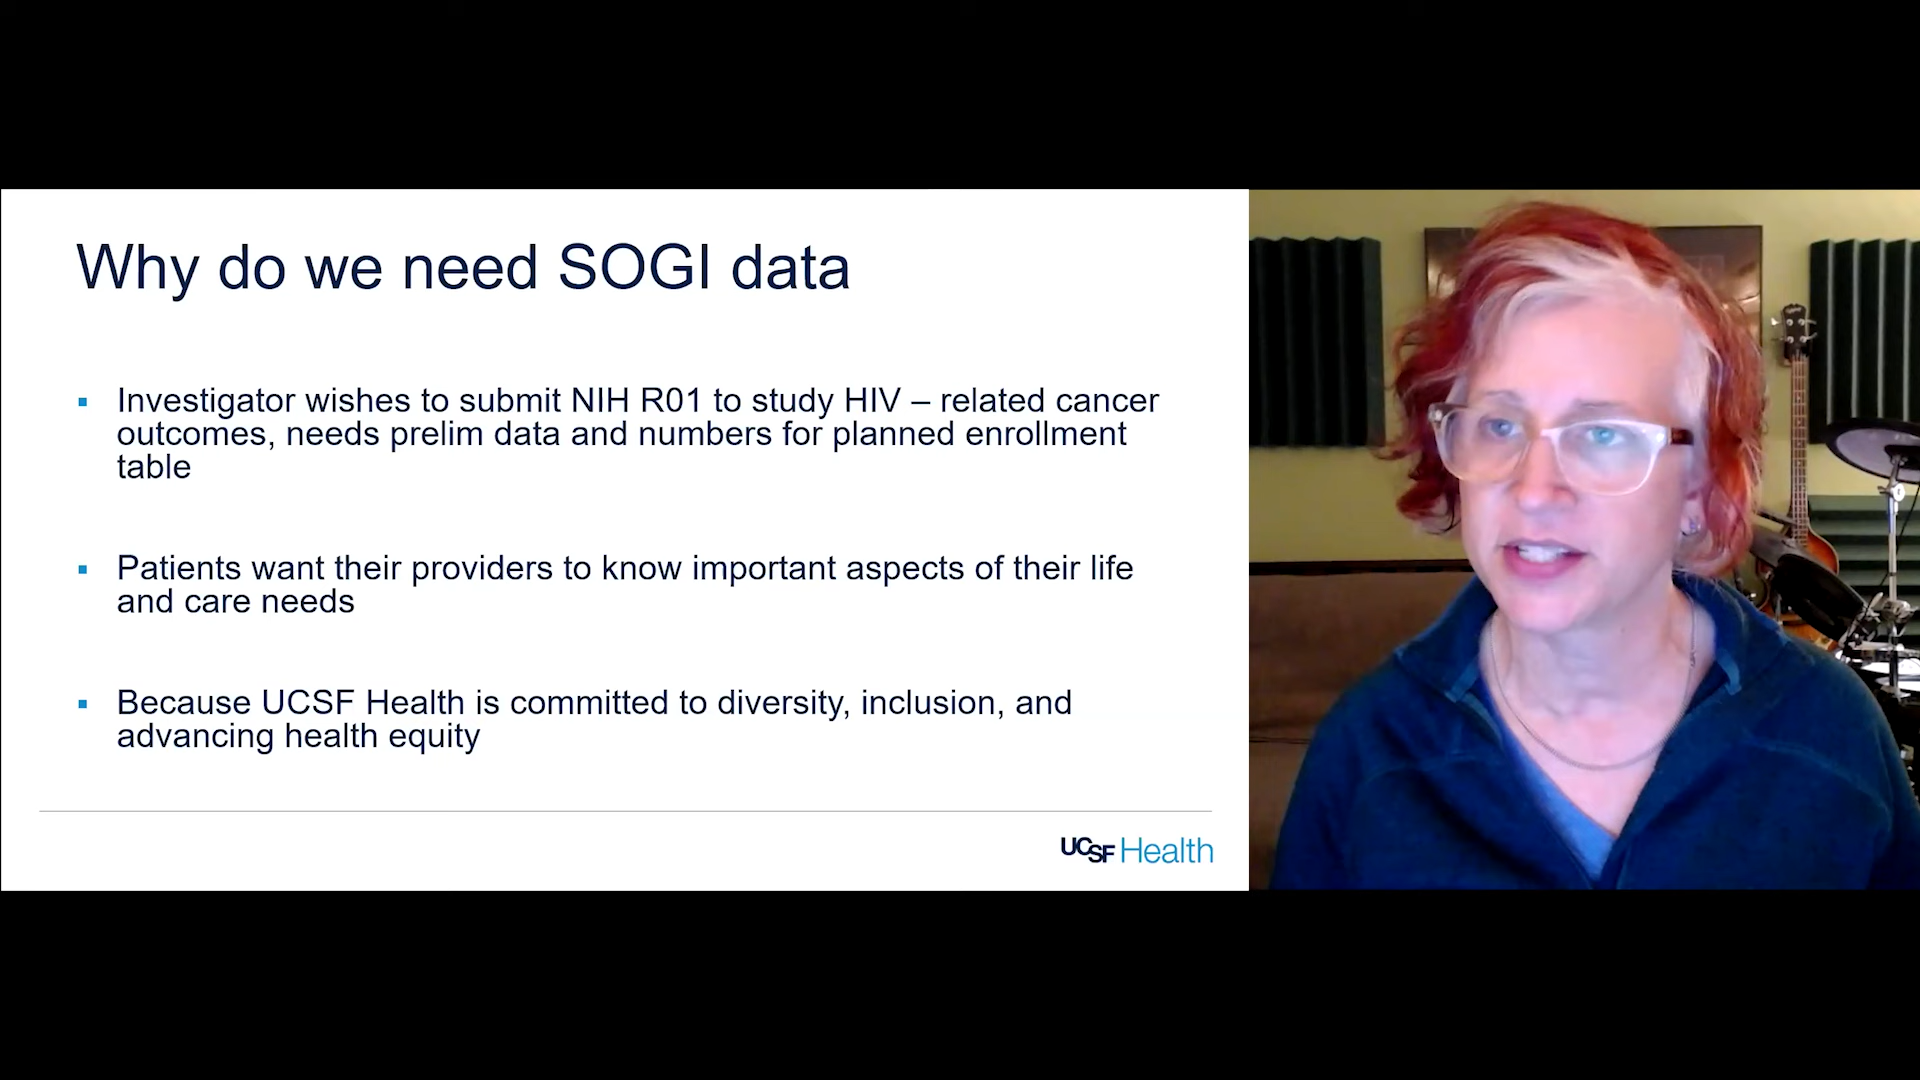 Why do we need SOGI data
Investigator wishes to submit NIH R01 to study HIV – related cancer
outcomes, needs prelim data and numbers for planned enrollment
table
Patients want their providers to know important aspects of their life
and care needs
Because UCSF Health is committed to diversity, inclusion, and
advancing health equity
UCSF Health